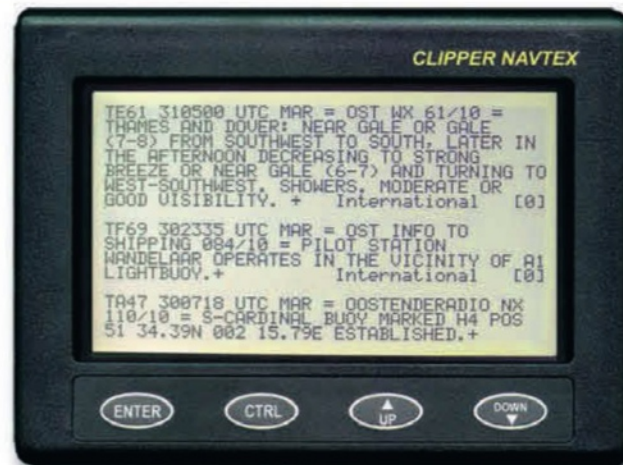 CLIPPER NAVTEX
TE61 310500 UTC MAR = OST WX 61/10 =
THAMES AND DOVER: NEAR GALE OR GALE
(7-8) FROM SOUTHWEST TO SOUTH, LATER IN
THE AFTERNOON DECREASING TO STRONG
BREEZE OR NEAR GALE (6-7) AND TURNING TO
WEST-SOUTHWEST. SHOWERS. MODERATE OR
GOOD VISIBILITY. + International [0]
TF69 302335 UTC MAR = OST INFO TO
SHIPPING 084/10 = PILOT STATION
WANDELAAR OPERATES IN THE VICINITY OF A1
LIGHTBUOY.+ International [0]
TA47 300718 UTC MAR = OOSTENDERADIO NX
110/10 = S-CARDINAL BUOY MARKED H4 POS
51 34.39N 002 15.79E ESTABLISHED.+
ENTER CTRL UP DOWN